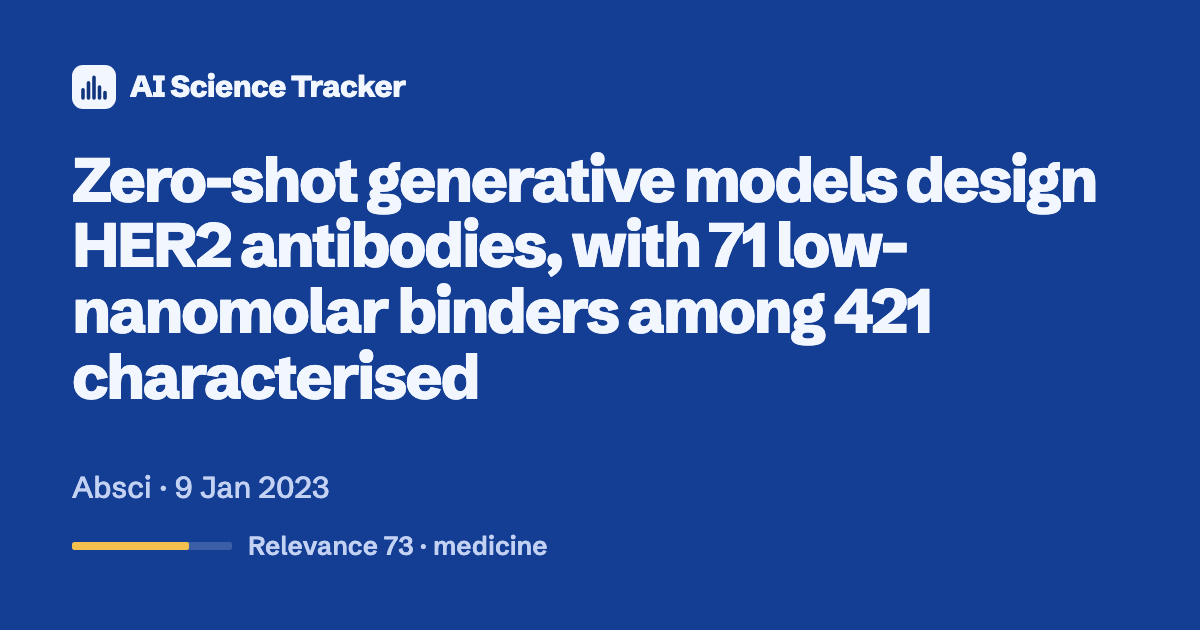 AI Science Tracker
Zero-shot generative models design
HER2 antibodies, with 71 low-
nanomolar binders among 421
characterised
Absci · 9 Jan 2023
Relevance 73 · medicine